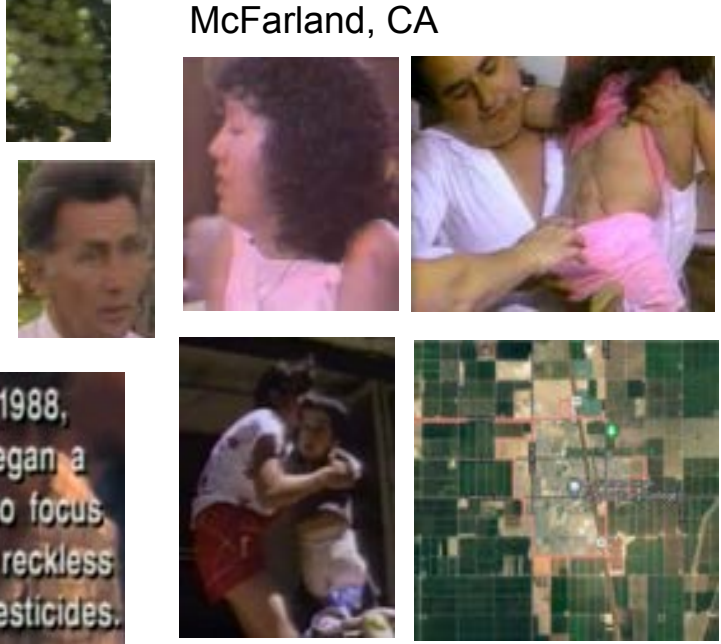 McFarland, CA
1988,
egan a
o focus
reckless
esticides.